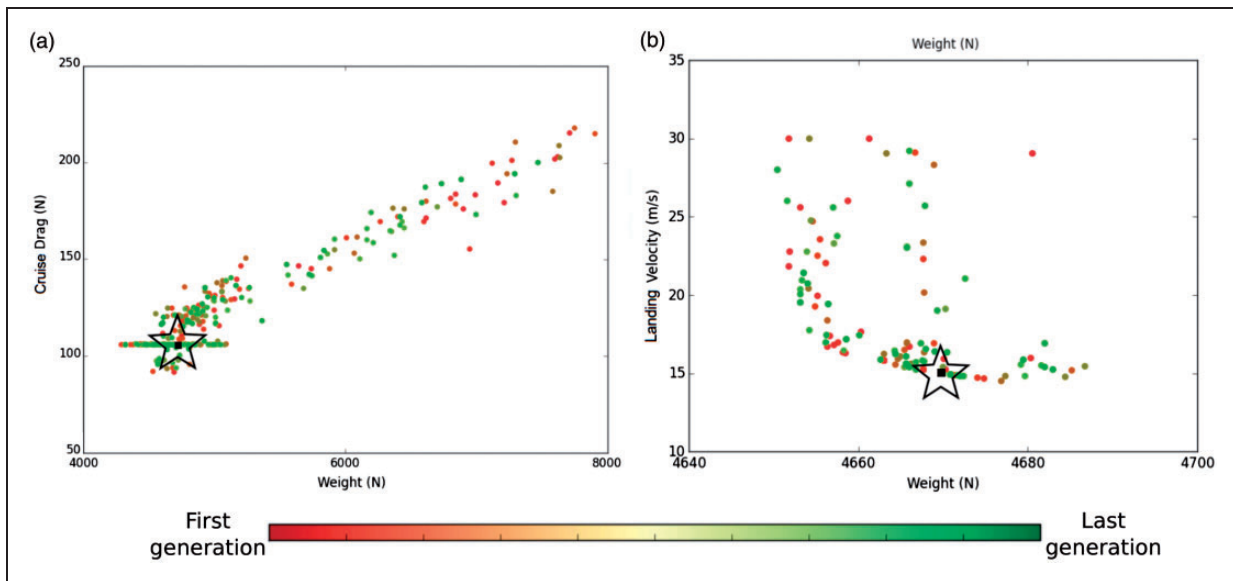 (a)
250
200
150
100
50
Cruise Drag (N)
4000
6000
8000
Weight (N)
(b)
Weight (N)
35
30
25
20
15
10
Landing Velocity (m/s)
4640
4660
4680
4700
Weight (N)
First
generation
Last
generation